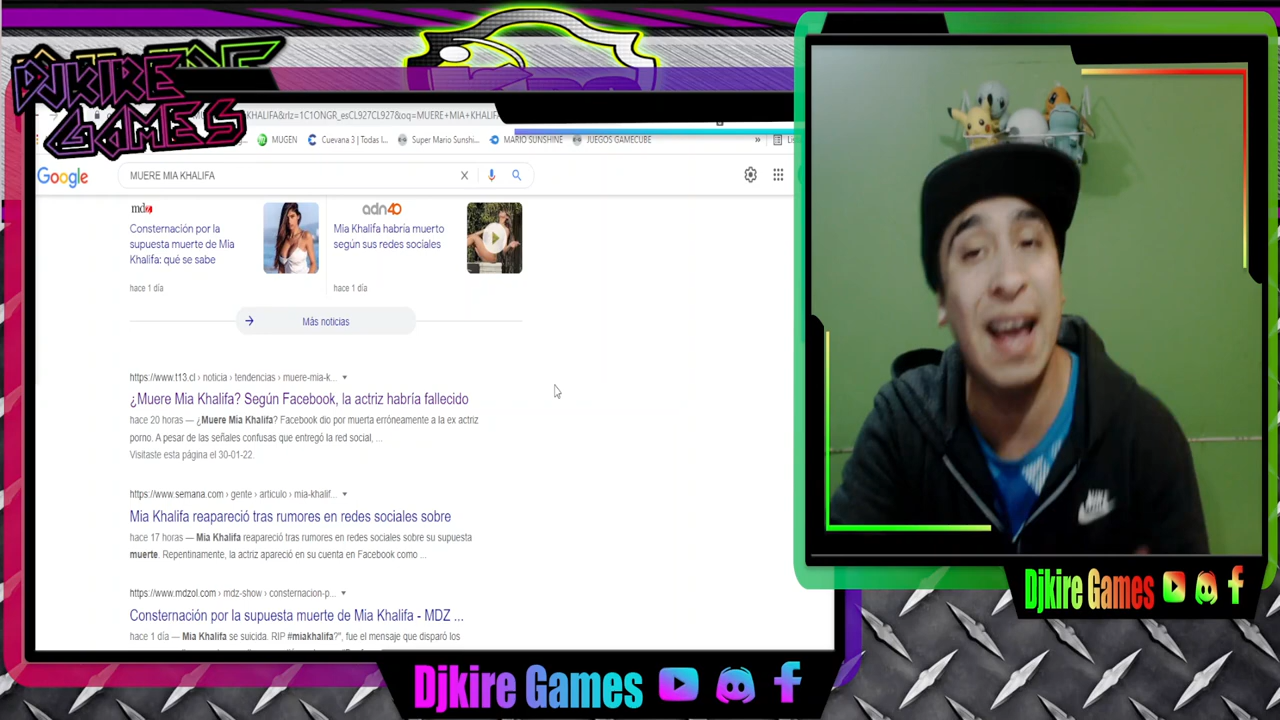 DJKIRE
GAMES
KHALIFA&rlz=1C1ONGR_esCL927CL927&oq=MUERE+MIA+KHALIF
MUGEN
Cuevana 3 | Todas l...
Super Mario Sunshi...
MARIO SUNSHINE
JUEGOS GAMECUBE
»
Google
MUERE MIA KHALIFA
mdz
Consternación por la
supuesta muerte de Mia
Khalifa: qué se sabe
hace 1 día
adn40
Mia Khalifa habría muerto
según sus redes sociales
hace 1 día
Más noticias
https://www.t13.cl › noticia › tendencias › muere-mia-k...
¿Muere Mia Khalifa? Según Facebook, la actriz habría fallecido
hace 20 horas — ¿Muere Mia Khalifa? Facebook dio por muerta erróneamente a la ex actriz
porno. A pesar de las señales confusas que entregó la red social, ...
Visitaste esta página el 30-01-22.
https://www.semana.com › gente › articulo › mia-khalif...
Mia Khalifa reapareció tras rumores en redes sociales sobre
hace 17 horas — Mia Khalifa reapareció tras rumores en redes sociales sobre su supuesta
muerte. Repentinamente, la actriz apareció en su cuenta en Facebook como ...
https://www.mdzol.com › mdz-show › consternacion-p...
Consternación por la supuesta muerte de Mia Khalifa - MDZ ...
hace 1 día — Mia Khalifa se suicida. RIP #miakhalifa?", fue el mensaje que disparó los
Djkire Games
Djkire Games